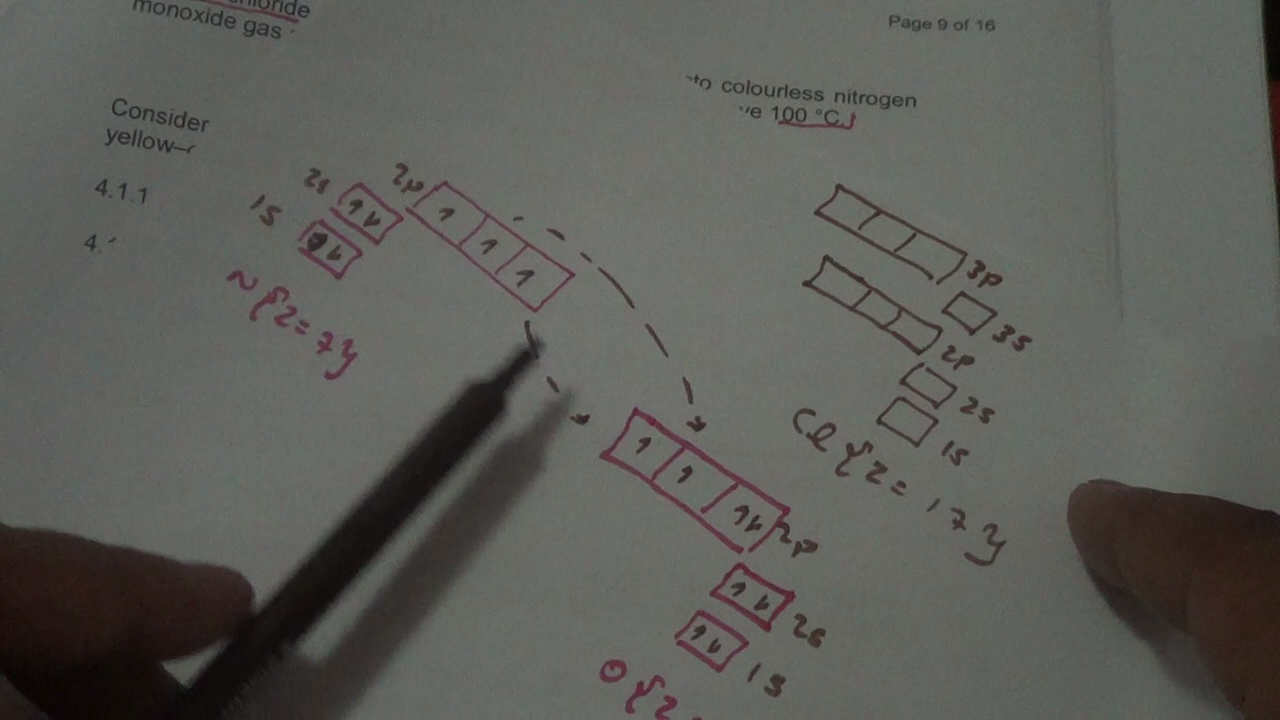 monoxide gas
Page 9 of 16
to colourless nitrogen
100 °C
Consider
yellow
4.1.1
4.
2s
2p
1s
N {z = 7}
3p
3s
2p
2s
1s
Cl {z = 17}
2p
2s
1s
O {z